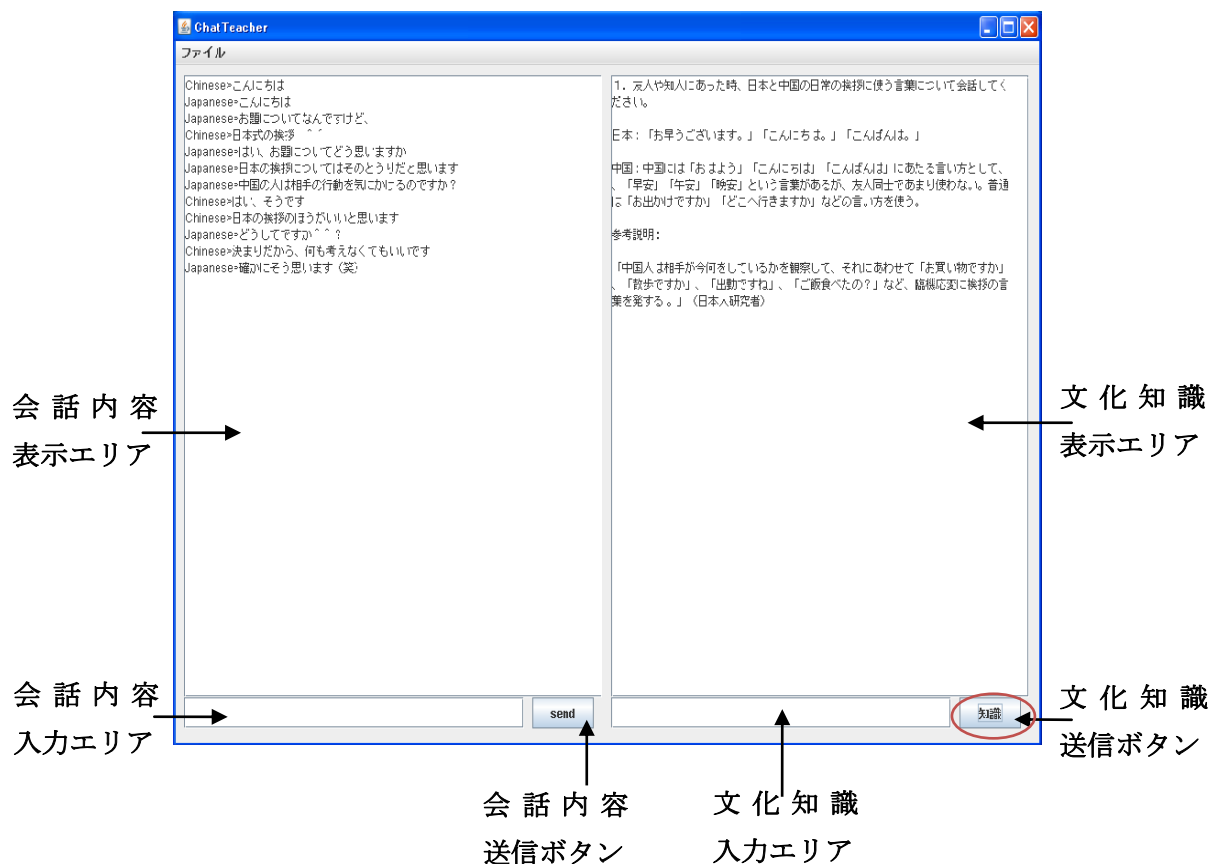 ChatTeacher
ファイル
Chinese>こんにちは
Japanese>こんにちは
Japanese>お題についてなんですけど、
Chinese>日本式の挨拶　＾＾
Japanese>はい、お題についてどう思いますか
Japanese>日本の挨拶についてはそのとうりだと思います
Japanese>中国の人は相手の行動を気にかにるのですか？
Chinese>はい、そうです
Chinese>日本の挨拶のほうがいいと思います
Japanese>どうしてですか＾＾？
Chinese>決まりだから、何も考えなくてもいいです
Japanese>確かにそう思います（笑）
１．友人や知人にあった時、日本と中国の日常の挨拶に使う言葉について会話してく
ださい。
日本：「お早うございます。」「こんにちは。」「こんばんは。」
中国：中国には「おはよう」「こんにちは」「こんばんは」にあたる言い方として、
、「早安」「午安」「晩安」という言葉があるが、友人同士であまり使わない。普通
に「お出かけですか」「どこへ行きますか」などの言い方を使う。
参考説明：
「中国人は相手が今何をしているかを観察して、それにあわせて「お買い物ですか」
、「散歩ですか」、「出勤ですね」、「ご飯食べたの？」など、臨機応変に挨拶の言
葉を発する。」（日本人研究者）
send
知識
会話内容
表示エリア
文化知識
表示エリア
会話内容
入力エリア
文化知識
送信ボタン
会話内容
送信ボタン
文化知識
入力エリア